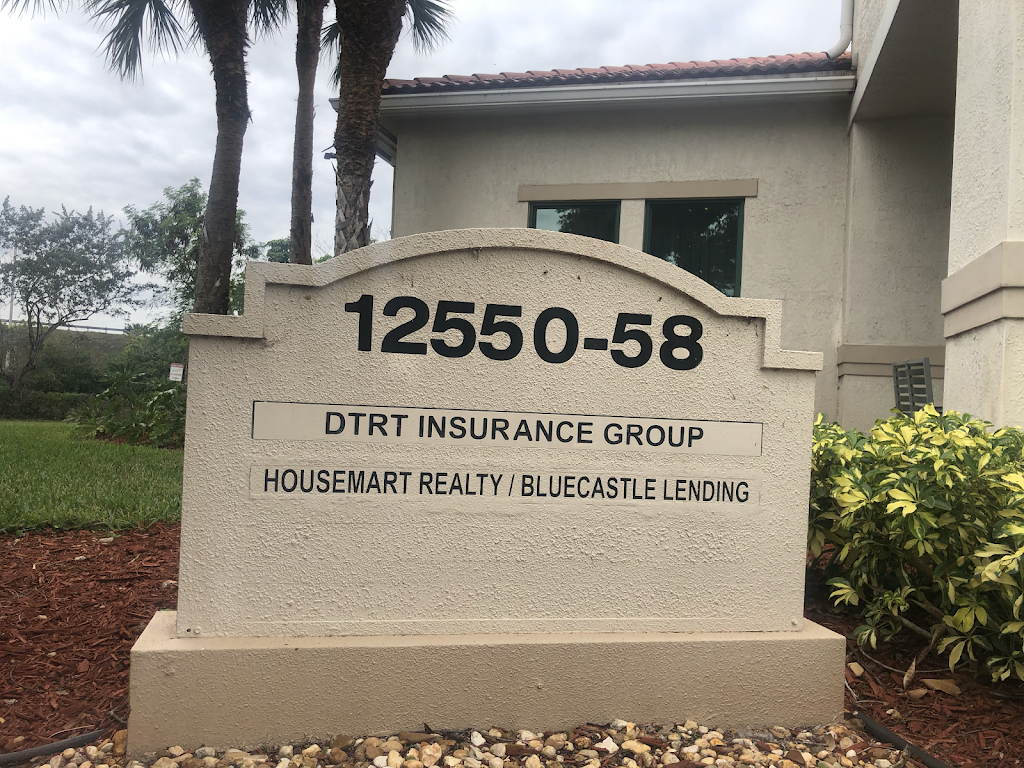 12550-58
DTRT INSURANCE GROUP
HOUSEMART REALTY / BLUECASTLE LENDING